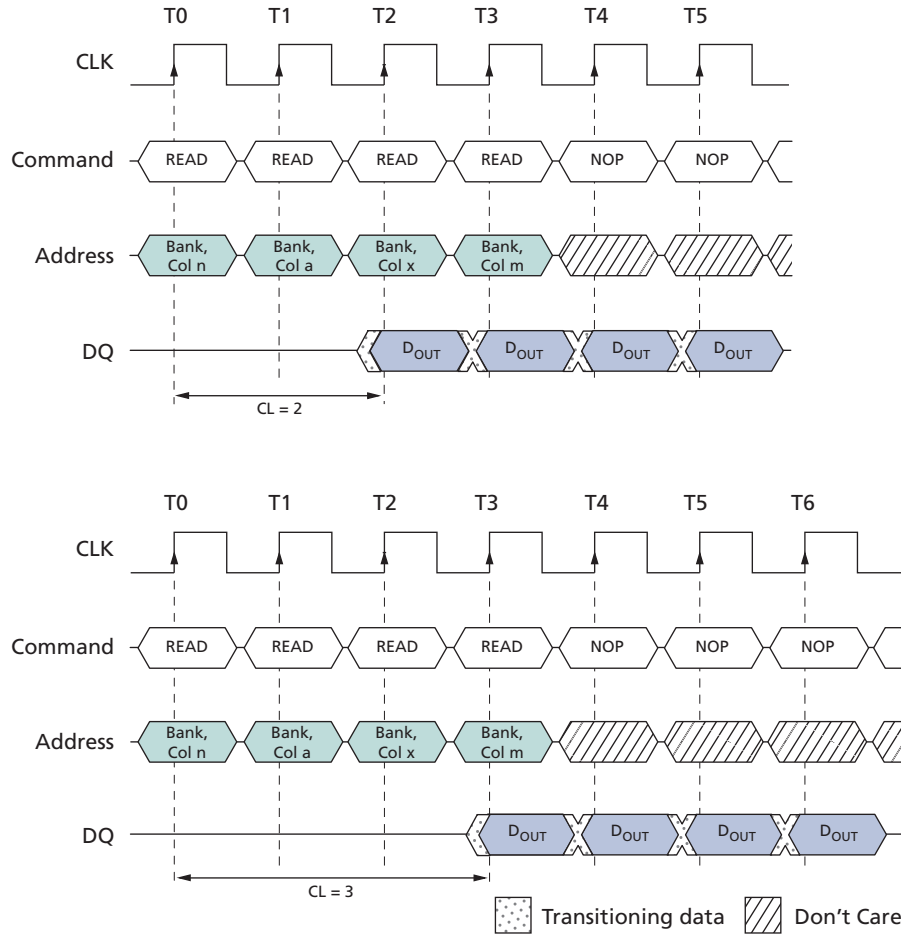 T0 T1 T2 T3 T4 T5
CLK
Command READ READ READ READ NOP NOP
Address Bank, Col n Bank, Col a Bank, Col x Bank, Col m
DQ DOUT DOUT DOUT DOUT
CL = 2
T0 T1 T2 T3 T4 T5 T6
CLK
Command READ READ READ READ NOP NOP NOP
Address Bank, Col n Bank, Col a Bank, Col x Bank, Col m
DQ DOUT DOUT DOUT DOUT
CL = 3
Transitioning data Don't Care